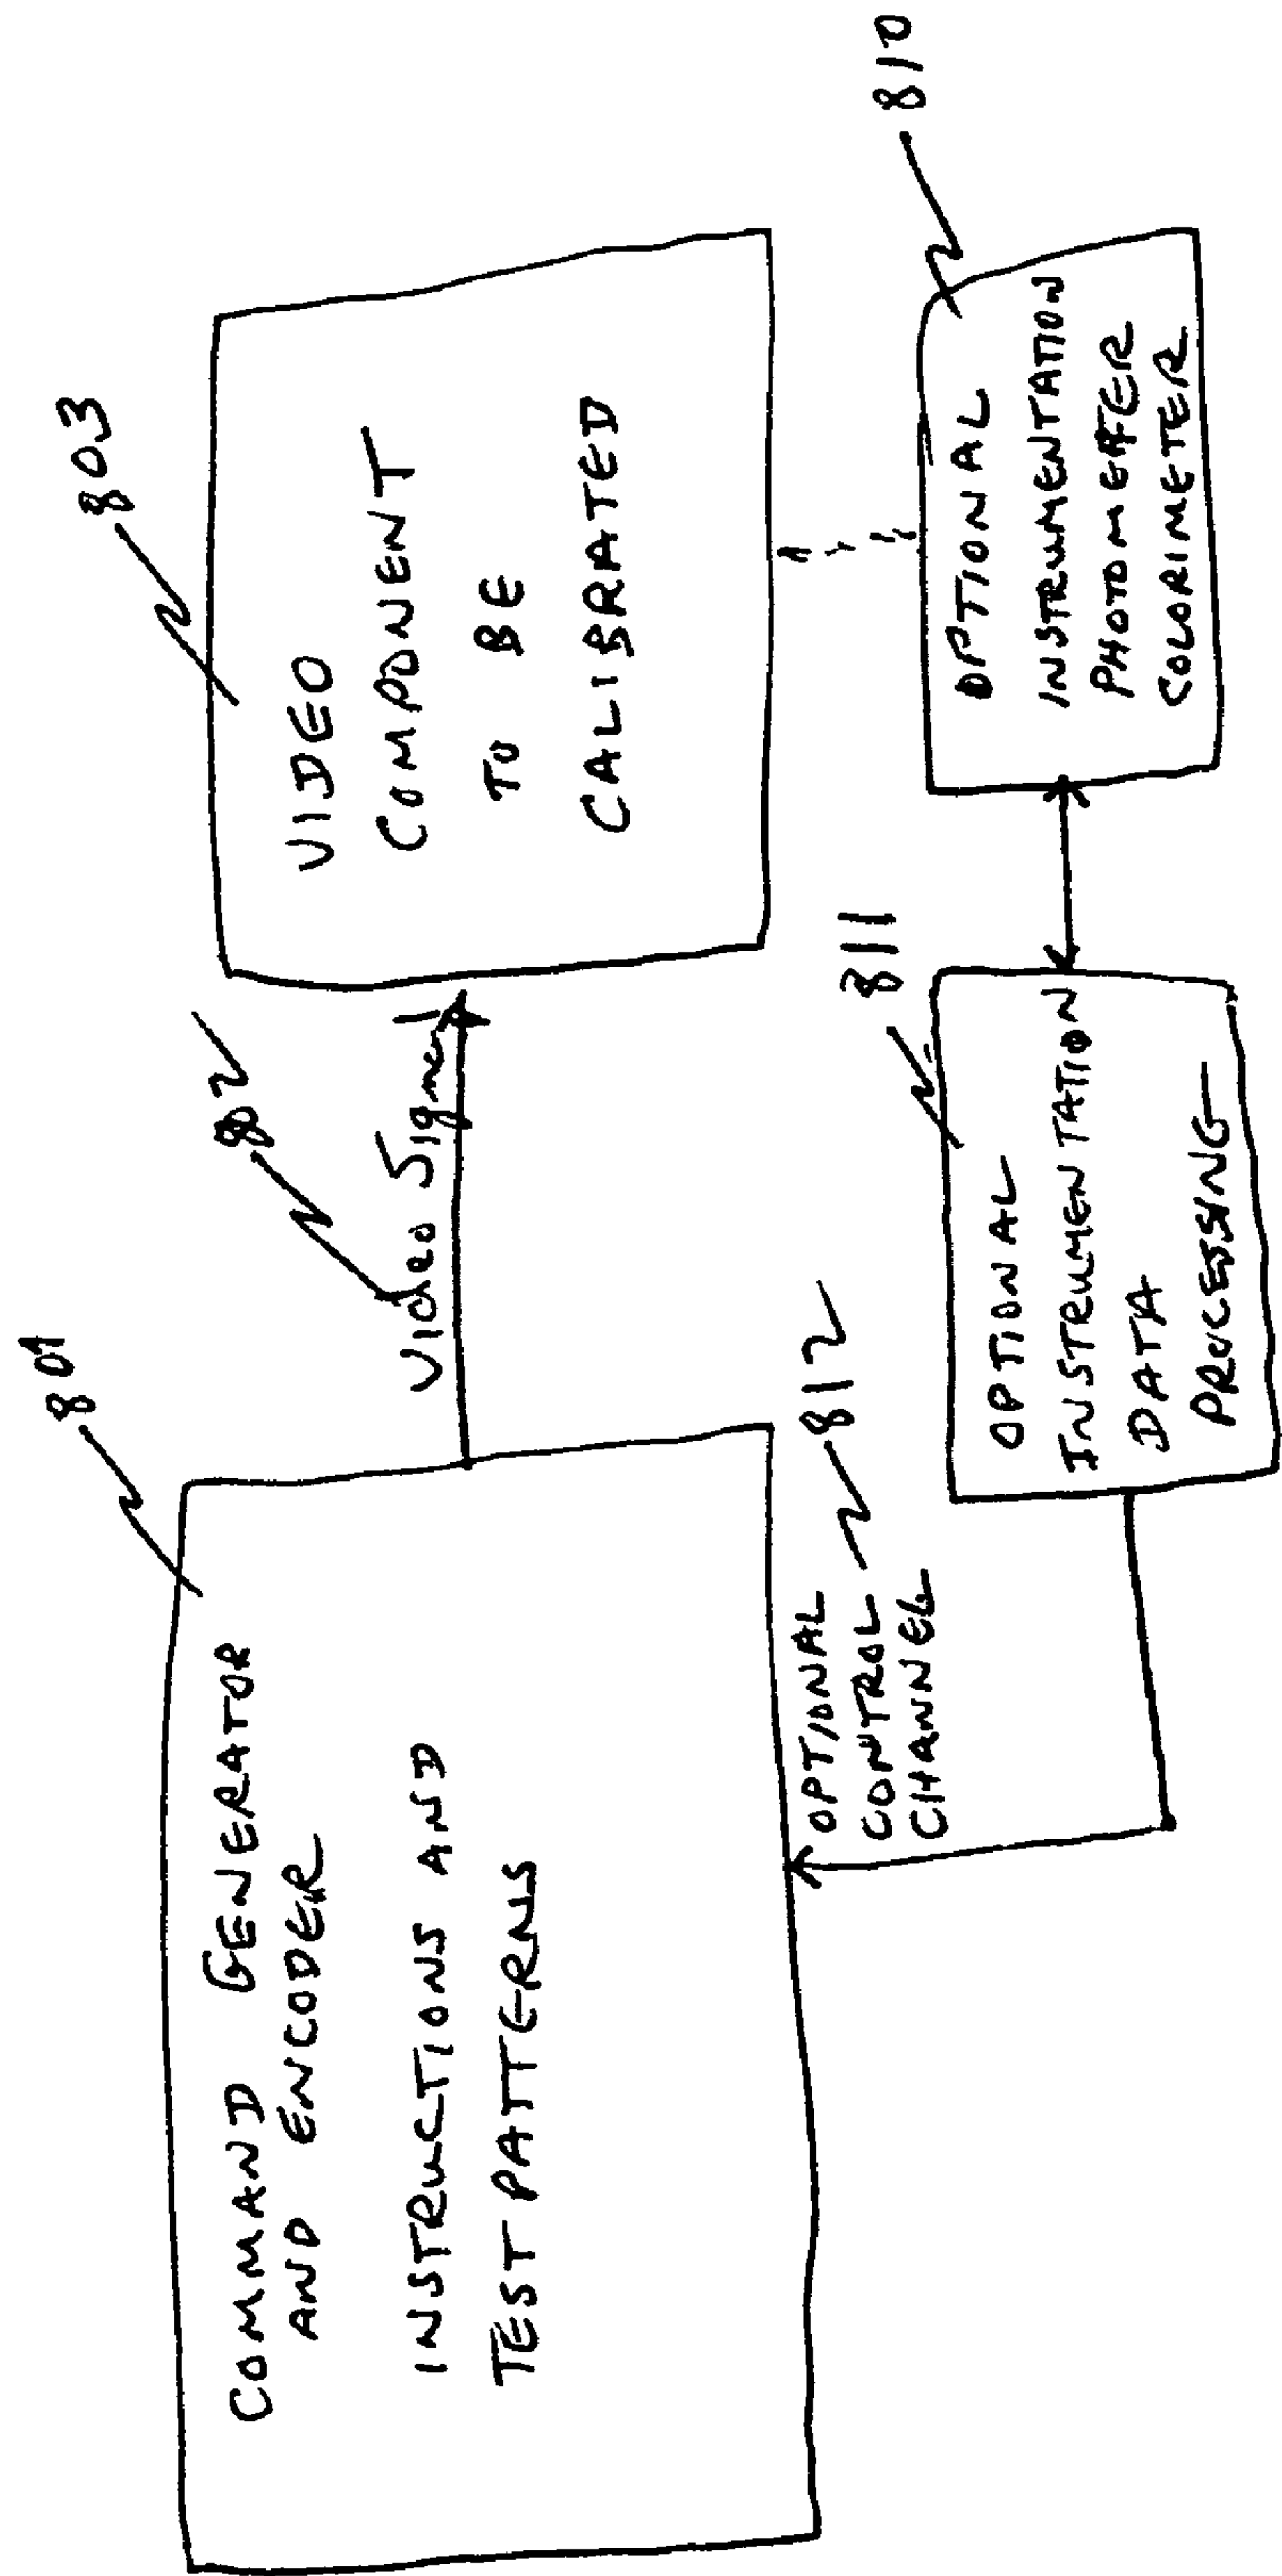 801
COMMAND GENERATOR
AND ENCODER
INSTRUCTIONS AND
TEST PATTERNS
802
Video Signal
803
VIDEO
COMPONENT
TO BE
CALIBRATED
OPTIONAL
CONTROL
CHANNEL
812
811
OPTIONAL
INSTRUMENTATION
DATA
PROCESSING
810
OPTIONAL
INSTRUMENTATION
PHOTOMETER
COLORIMETER